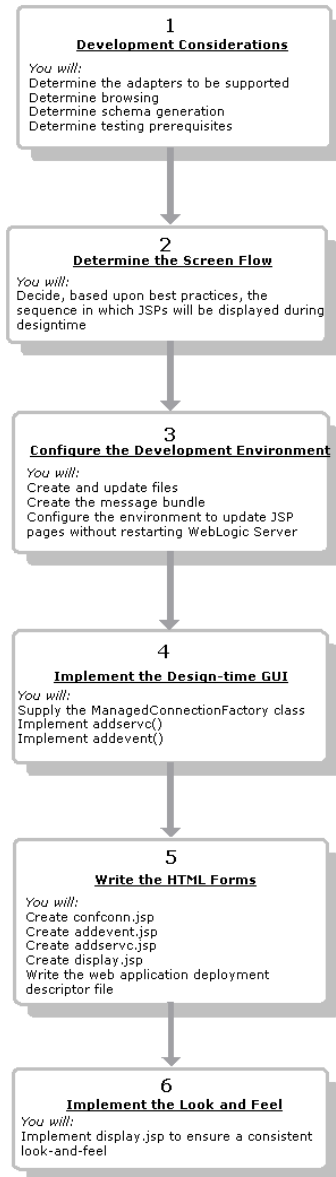 1
Development Considerations
You will:
Determine the adapters to be supported
Determine browsing
Determine schema generation
Determine testing prerequisites
2
Determine the Screen Flow
You will:
Decide, based upon best practices, the
sequence in which JSPs will be displayed during
designtime
3
Configure the Development Environment
You will:
Create and update files
Create the message bundle
Configure the environment to update JSP
pages without restarting WebLogic Server
4
Implement the Design-time GUI
You will:
Supply the ManagedConnectionFactory class
Implement addservc()
Implement addevent()
5
Write the HTML Forms
You will:
Create confconn.jsp
Create addevent.jsp
Create addservc.jsp
Create display.jsp
Write the web application deployment
descriptor file
6
Implement the Look and Feel
You will:
Implement display.jsp to ensure a consistent
look-and-feel